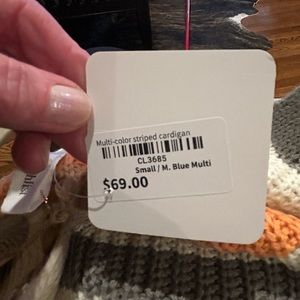 Multi-color striped cardigan
CL3685
Small / M. Blue Multi
$69.00